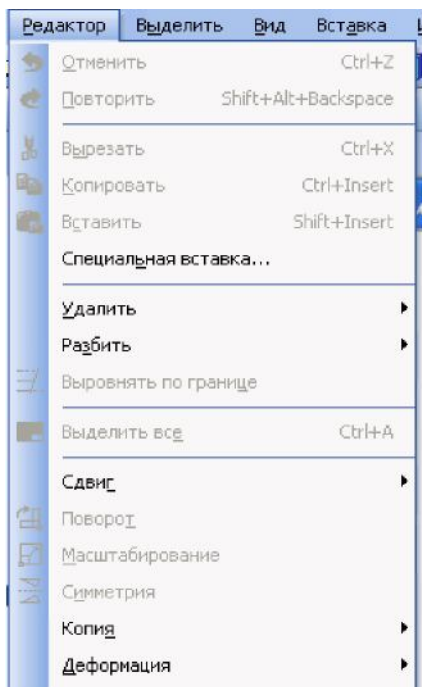 Редактор Выделить Вид Вставка
Отменить Ctrl+Z
Повторить Shift+Alt+Backspace
Вырезать Ctrl+X
Копировать Ctrl+Insert
Вставить Shift+Insert
Специальная вставка...
Удалить
Разбить
Выровнять по границе
Выделить все Ctrl+A
Сдвиг
Поворот
Масштабирование
Симметрия
Копия
Деформация